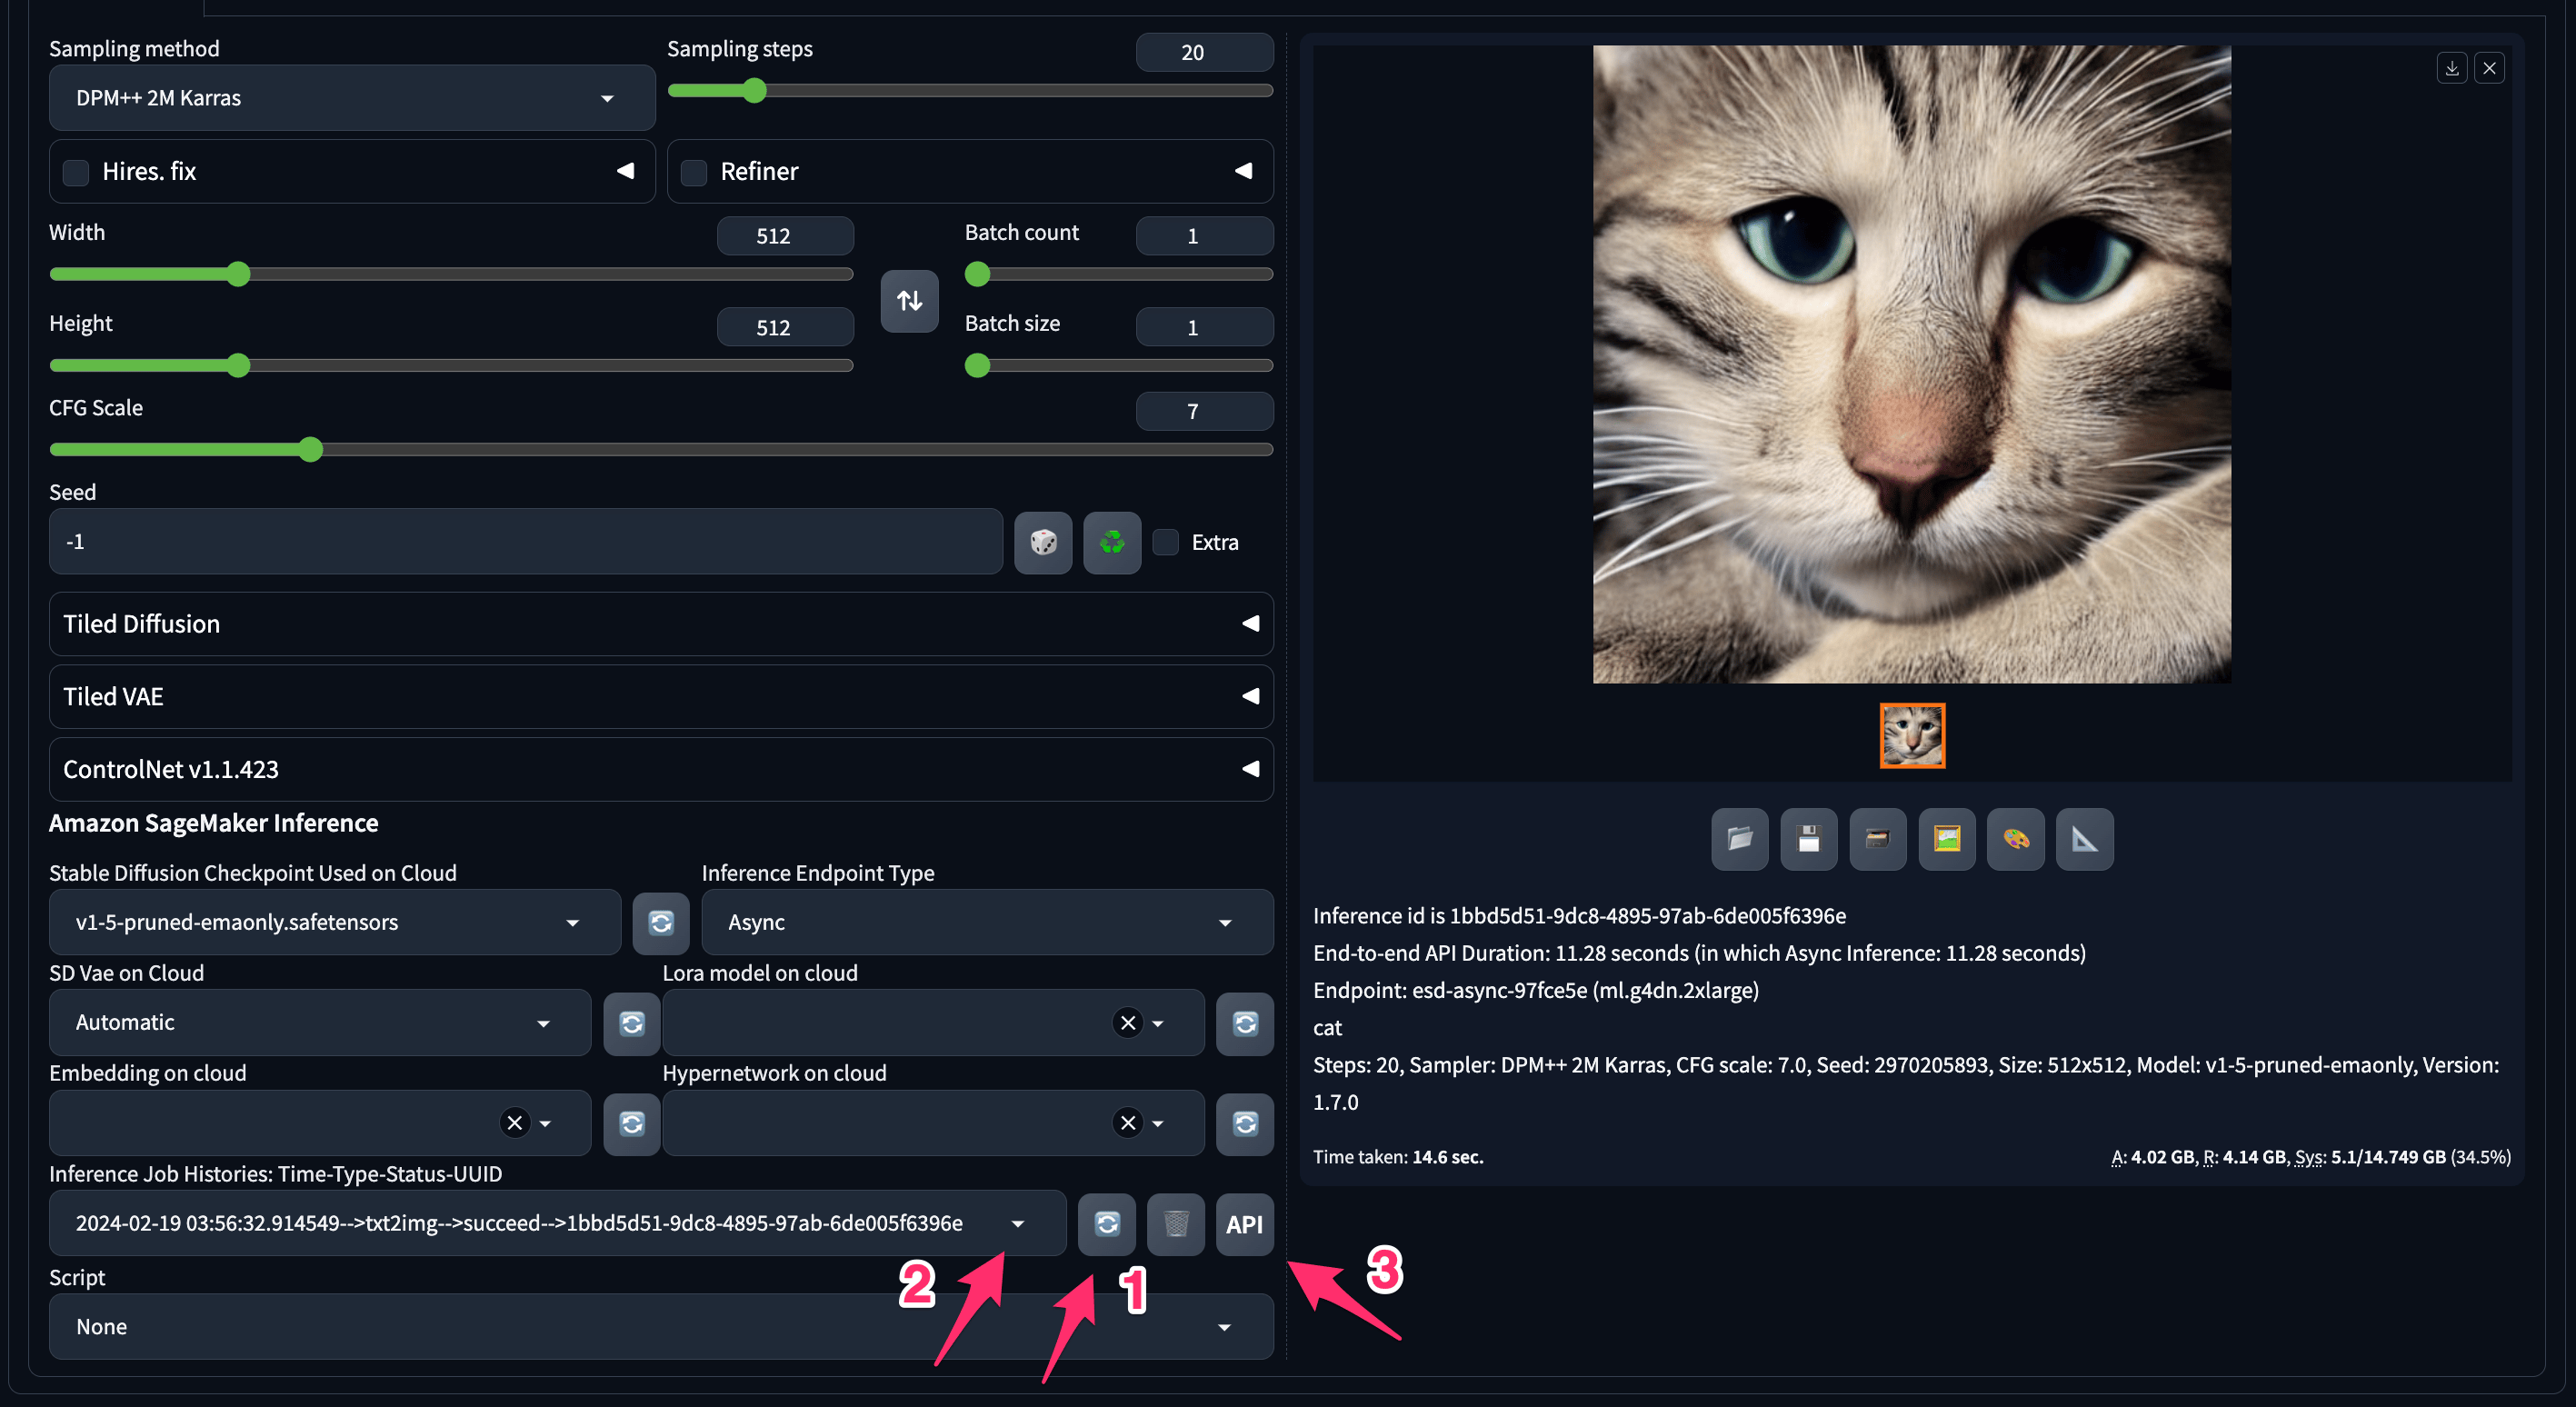 Sampling method
DPM++ 2M Karras
Sampling steps
20
Hires. fix
Refiner
Width
512
Batch count
1
Height
512
Batch size
1
CFG Scale
7
Seed
-1
Extra
Tiled Diffusion
Tiled VAE
ControlNet v1.1.423
Amazon SageMaker Inference
Stable Diffusion Checkpoint Used on Cloud
v1-5-pruned-emaonly.safetensors
Inference Endpoint Type
Async
SD Vae on Cloud
Automatic
Lora model on cloud
Embedding on cloud
Hypernetwork on cloud
Inference Job Histories: Time-Type-Status-UUID
2024-02-19 03:56:32.914549-->txt2img-->succeed-->1bbd5d51-9dc8-4895-97ab-6de005f6396e
API
2
1
3
Script
None
Inference id is 1bbd5d51-9dc8-4895-97ab-6de005f6396e
End-to-end API Duration: 11.28 seconds (in which Async Inference: 11.28 seconds)
Endpoint: esd-async-97fce5e (ml.g4dn.2xlarge)
cat
Steps: 20, Sampler: DPM++ 2M Karras, CFG scale: 7.0, Seed: 2970205893, Size: 512x512, Model: v1-5-pruned-emaonly, Version:
1.7.0
Time taken: 14.6 sec.
A: 4.02 GB, R: 4.14 GB, Sys: 5.1/14.749 GB (34.5%)